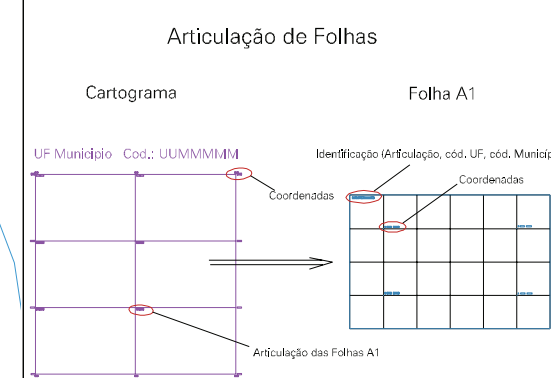 Articulação de Folhas
Cartograma
Folha A1
UF Municipio Cod.: UUMMMMM
Identificação (Articulação, cód. UF, cód. Municíp
Coordenadas
Coordenadas
Articulação das Folhas A1